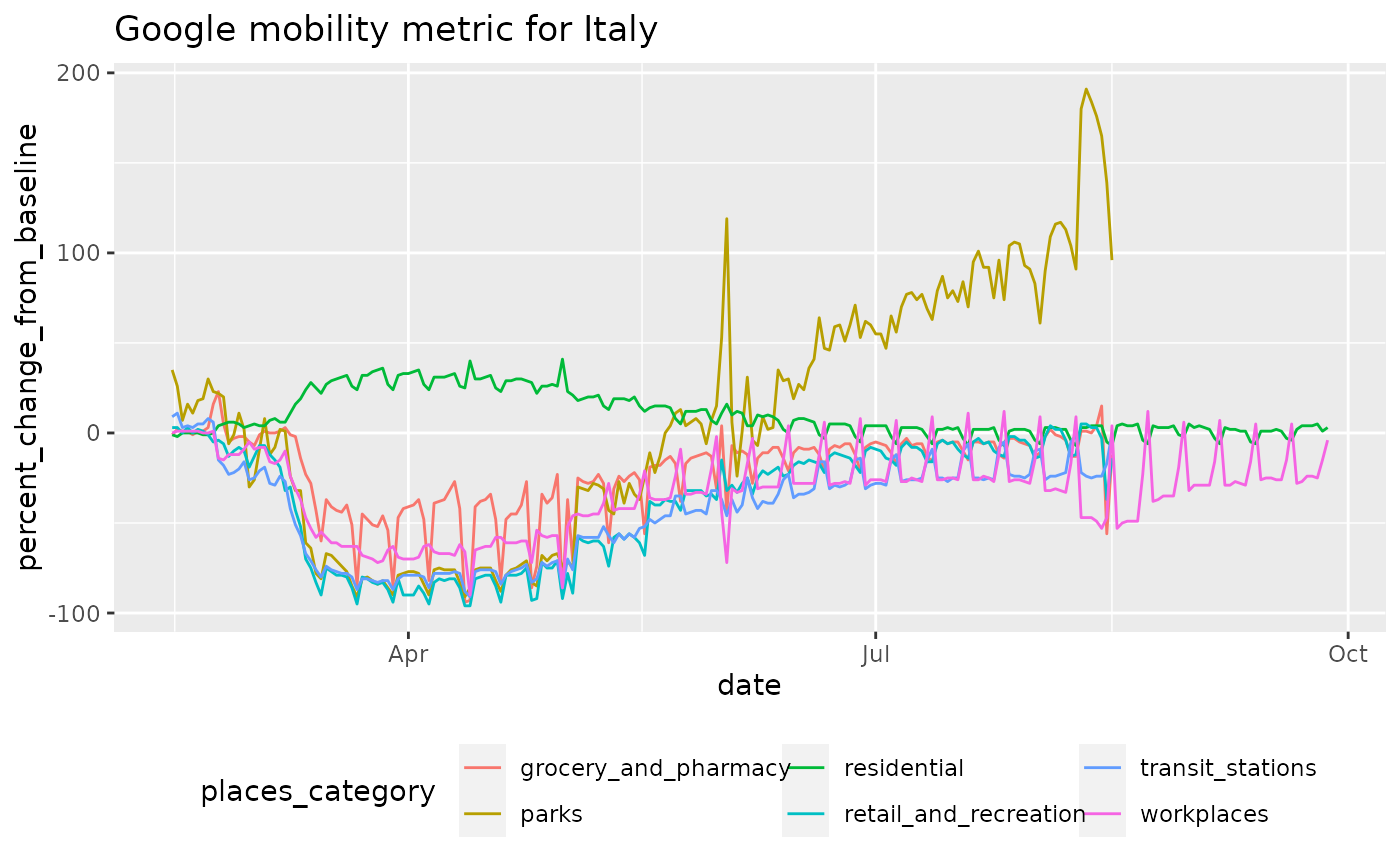 Google mobility metric for Italy
percent_change_from_baseline
200
100
0
-100
Apr
Jul
Oct
date
places_category
grocery_and_pharmacy
parks
residential
retail_and_recreation
transit_stations
workplaces